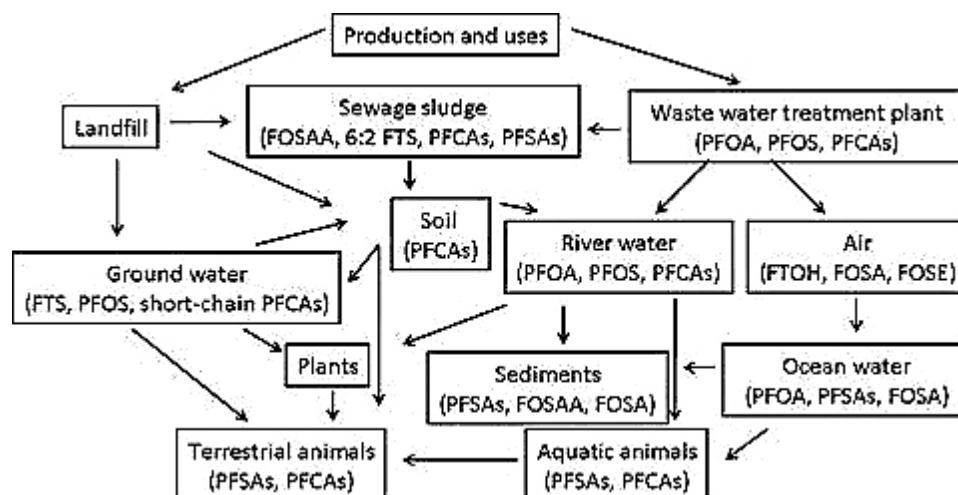 Production and uses
Landfill
Sewage sludge
(FOSAA, 6:2 FTS, PFCAs, PFSAs)
Waste water treatment plant
(PFOA, PFOS, PFCAs)
Soil
(PFCAs)
River water
(PFOA, PFOS, PFCAs)
Air
(FTOH, FOSA, FOSE)
Ground water
(FTS, PFOS, short-chain PFCAs)
Plants
Sediments
(PFSAs, FOSAA, FOSA)
Ocean water
(PFOA, PFSAs, FOSA)
Terrestrial animals
(PFSAs, PFCAs)
Aquatic animals
(PFSAs, PFCAs)